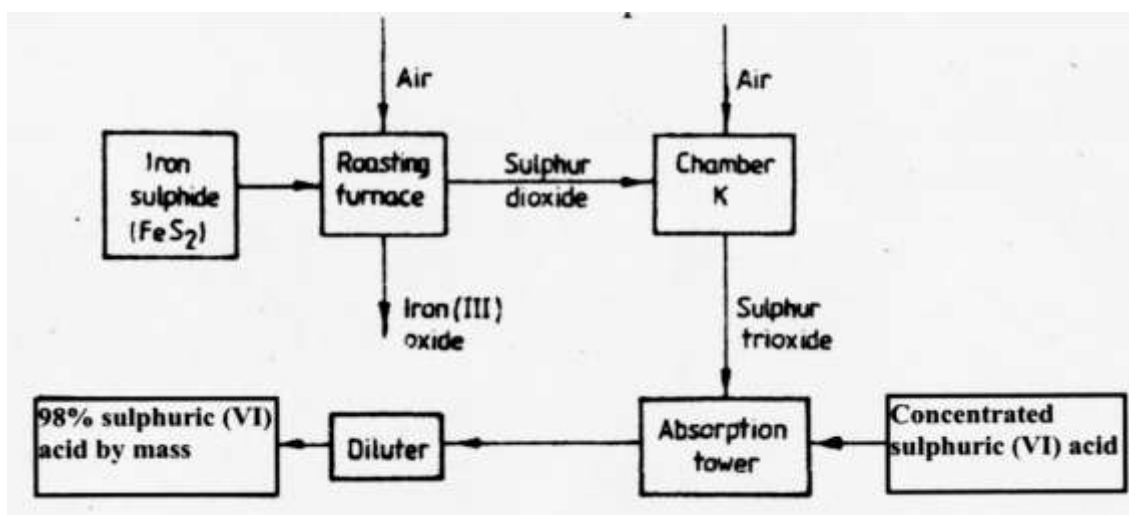 Air
Air
Iron
sulphide
(FeS2)
Roasting
furnace
Sulphur
dioxide
Chamber
K
Iron (III)
oxide
Sulphur
trioxide
98% sulphuric (VI)
acid by mass
Diluter
Absorption
tower
Concentrated
sulphuric (VI) acid